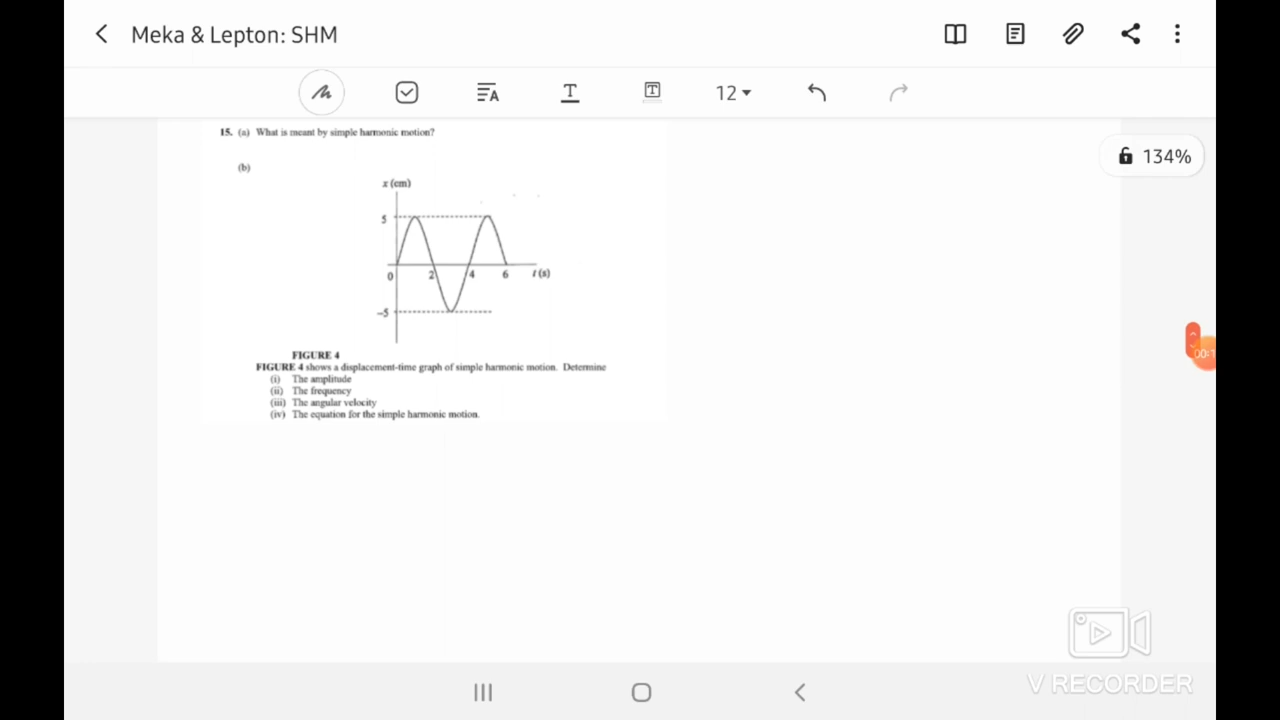 Meka & Lepton: SHM
12
134%
15. (a) What is meant by simple harmonic motion?
(b)
x (cm)
5
0
2
4
6
t (s)
-5
FIGURE 4
FIGURE 4 shows a displacement-time graph of simple harmonic motion. Determine
(i) The amplitude
(ii) The frequency
(iii) The angular velocity
(iv) The equation for the simple harmonic motion.
V RECORDER